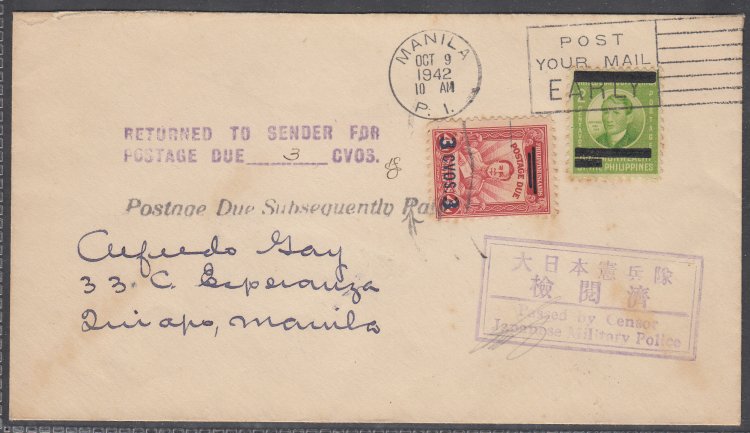 MANILA
OCT 9
1942
10 AM
P. I.
POST
YOUR MAIL
EARLY
PHILIPPINES
3 CVOS. 3
POSTAGE DUE
RETURNED TO SENDER FOR
POSTAGE DUE 3 CVOS.
Postage Due Subsequently Pai
Alfredo Gay
33 C. Esperanza
Quiapo, Manila
大日本憲兵隊
檢閲濟
Passed by Censor
Japanese Military Police